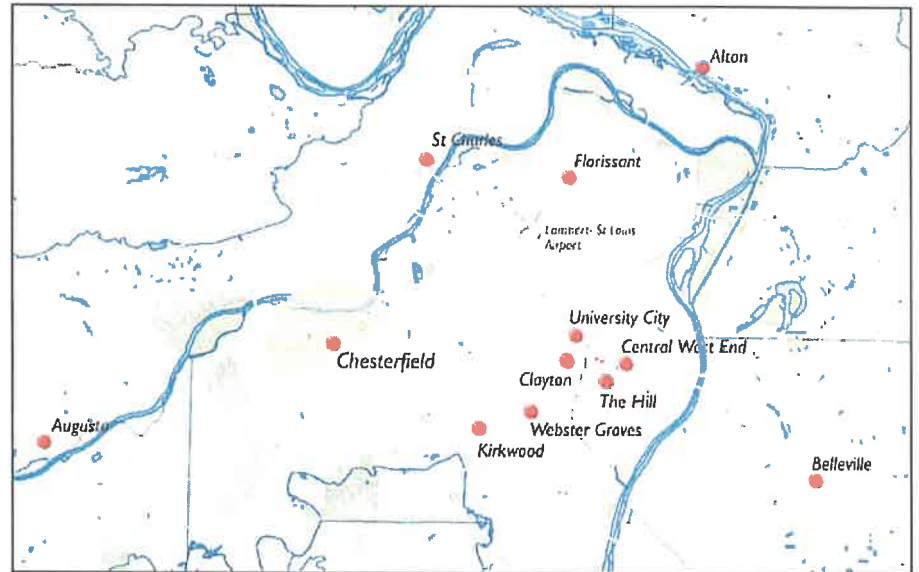 Alton
St Charles
Florissant
Lambert- St Louis
Airport
University City
Central West End
Chesterfield
Clayton
The Hill
Augusta
Webster Groves
Kirkwood
Belleville